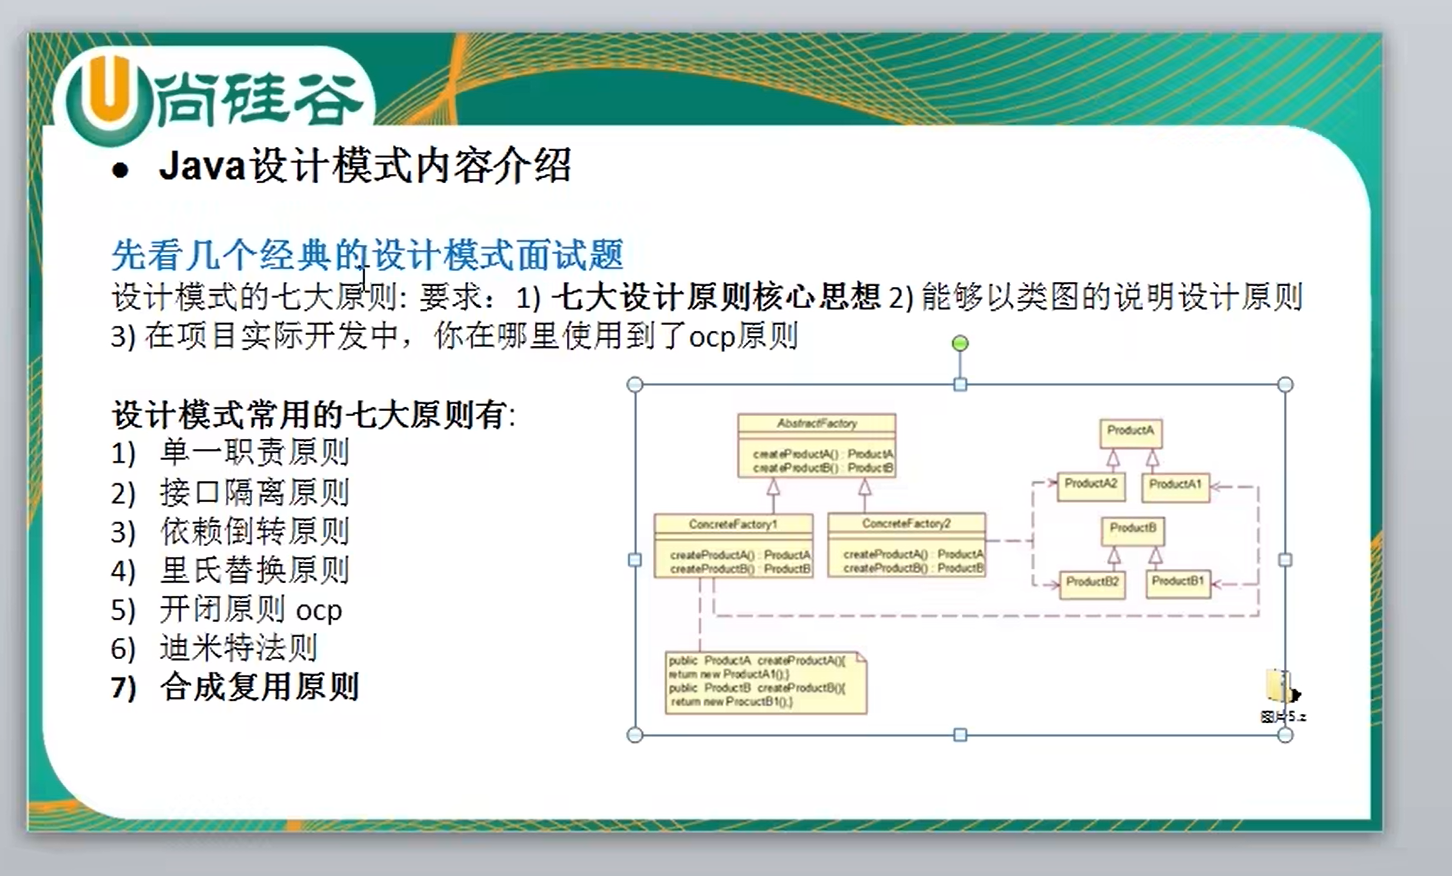 尚硅谷
● Java设计模式内容介绍
先看几个经典的设计模式面试题
设计模式的七大原则: 要求：1) 七大设计原则核心思想 2) 能够以类图的说明设计原则
3) 在项目实际开发中，你在哪里使用到了ocp原则
设计模式常用的七大原则有:
1) 单一职责原则
2) 接口隔离原则
3) 依赖倒转原则
4) 里氏替换原则
5) 开闭原则 ocp
6) 迪米特法则
7) 合成复用原则
AbstractFactory
createProductA() : ProductA
createProductB() : ProductB
ConcreteFactory1
createProductA() : ProductA
createProductB() : ProductB
ConcreteFactory2
createProductA() : ProductA
createProductB() : ProductB
ProductA
ProductA2
ProductA1
ProductB
ProductB2
ProductB1
public ProductA createProductA(){
return new ProductA1();}
public ProductB createProductB(){
return new ProcuctB1();}
图片5.z